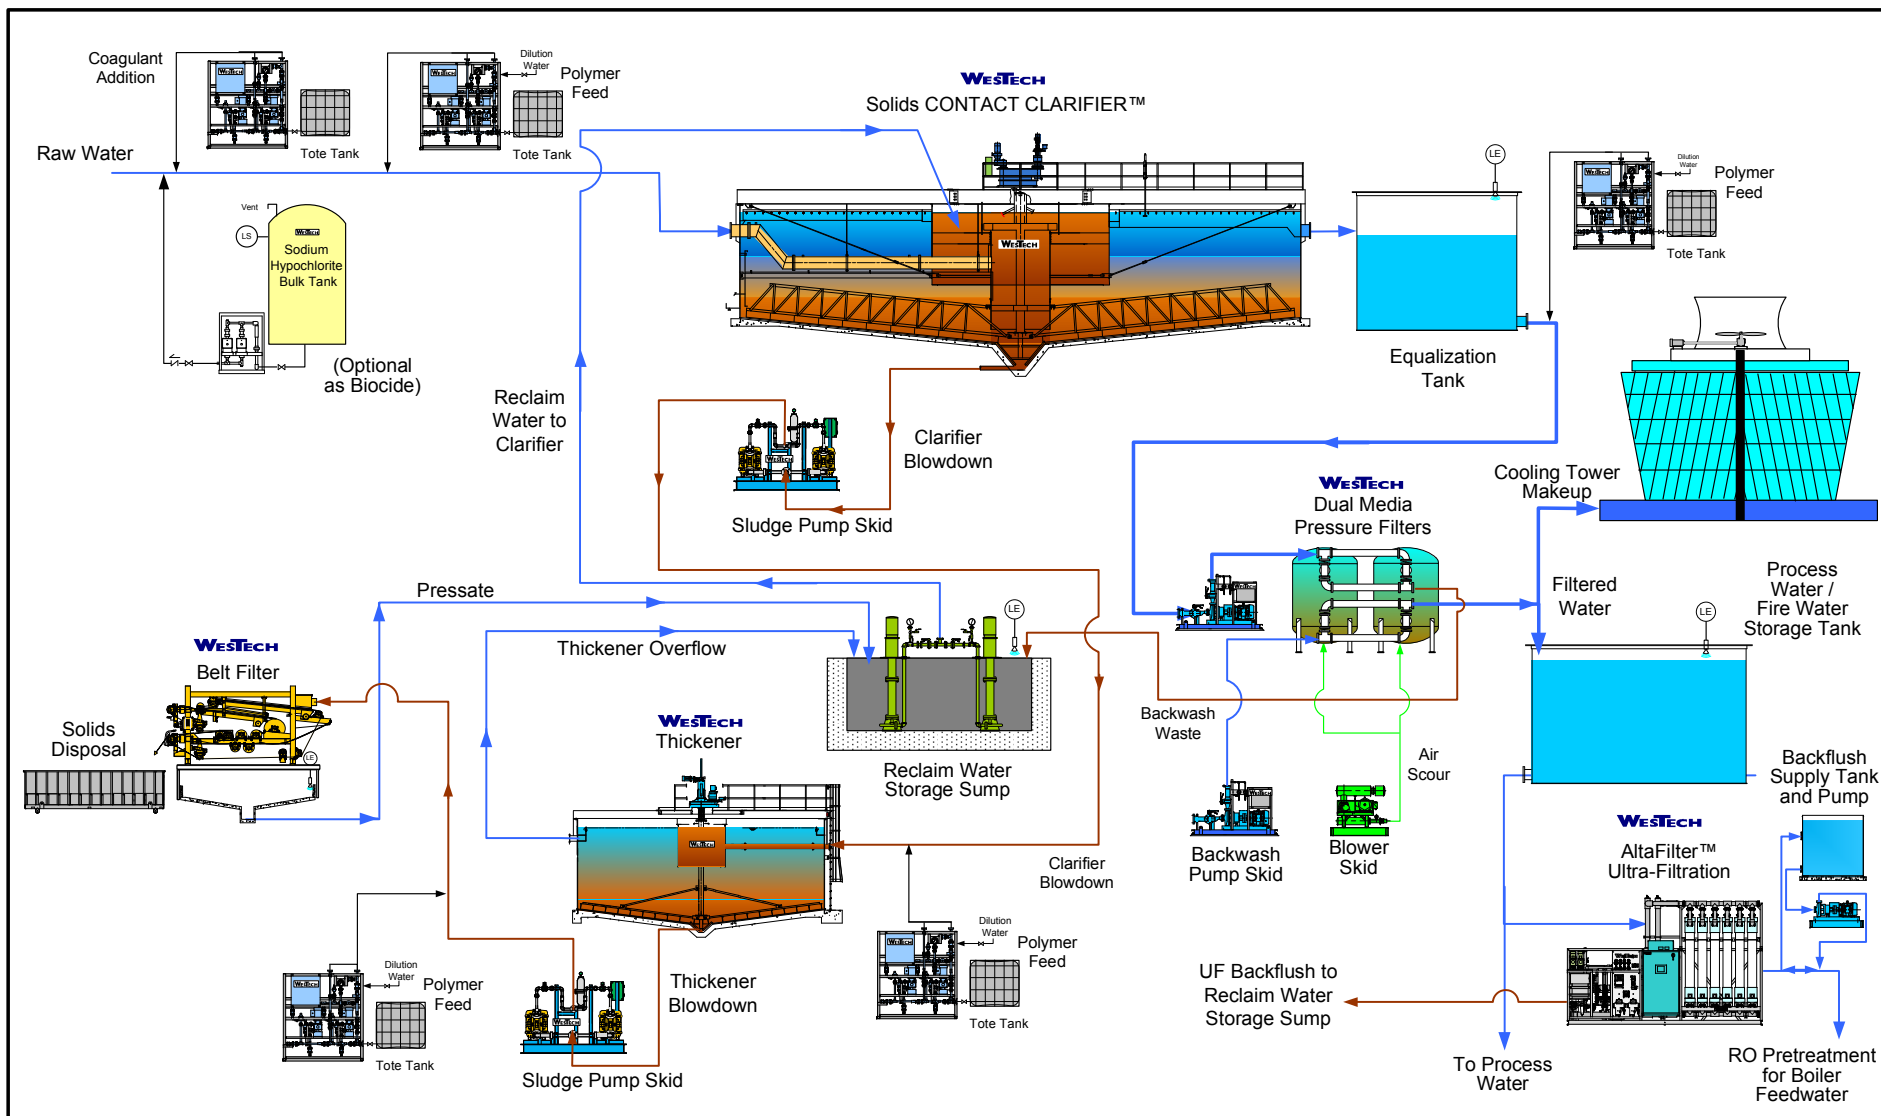 Coagulant
Addition
Tote Tank
Dilution
Water
Polymer
Feed
Tote Tank
WESTECH
Solids CONTACT CLARIFIER™
Raw Water
Vent
LS
WESTECH
Sodium
Hypochlorite
Bulk Tank
(Optional
as Biocide)
WESTECH
LE
Equalization
Tank
Dilution
Water
Polymer
Feed
Tote Tank
Reclaim
Water to
Clarifier
Clarifier
Blowdown
WESTECH
Sludge Pump Skid
WESTECH
Dual Media
Pressure Filters
Cooling Tower
Makeup
Filtered
Water
Process
Water /
Fire Water
Storage Tank
LE
Pressate
Thickener Overflow
LE
WESTECH
Belt Filter
LE
Solids
Disposal
WESTECH
Thickener
WESTECH
Reclaim Water
Storage Sump
Backwash
Waste
Air
Scour
Backwash
Pump Skid
Blower
Skid
Clarifier
Blowdown
Backflush
Supply Tank
and Pump
WESTECH
AltaFilter™
Ultra-Filtration
Dilution
Water
Polymer
Feed
Tote Tank
Thickener
Blowdown
WESTECH
Sludge Pump Skid
Dilution
Water
Polymer
Feed
Tote Tank
UF Backflush to
Reclaim Water
Storage Sump
To Process
Water
RO Pretreatment
for Boiler
Feedwater